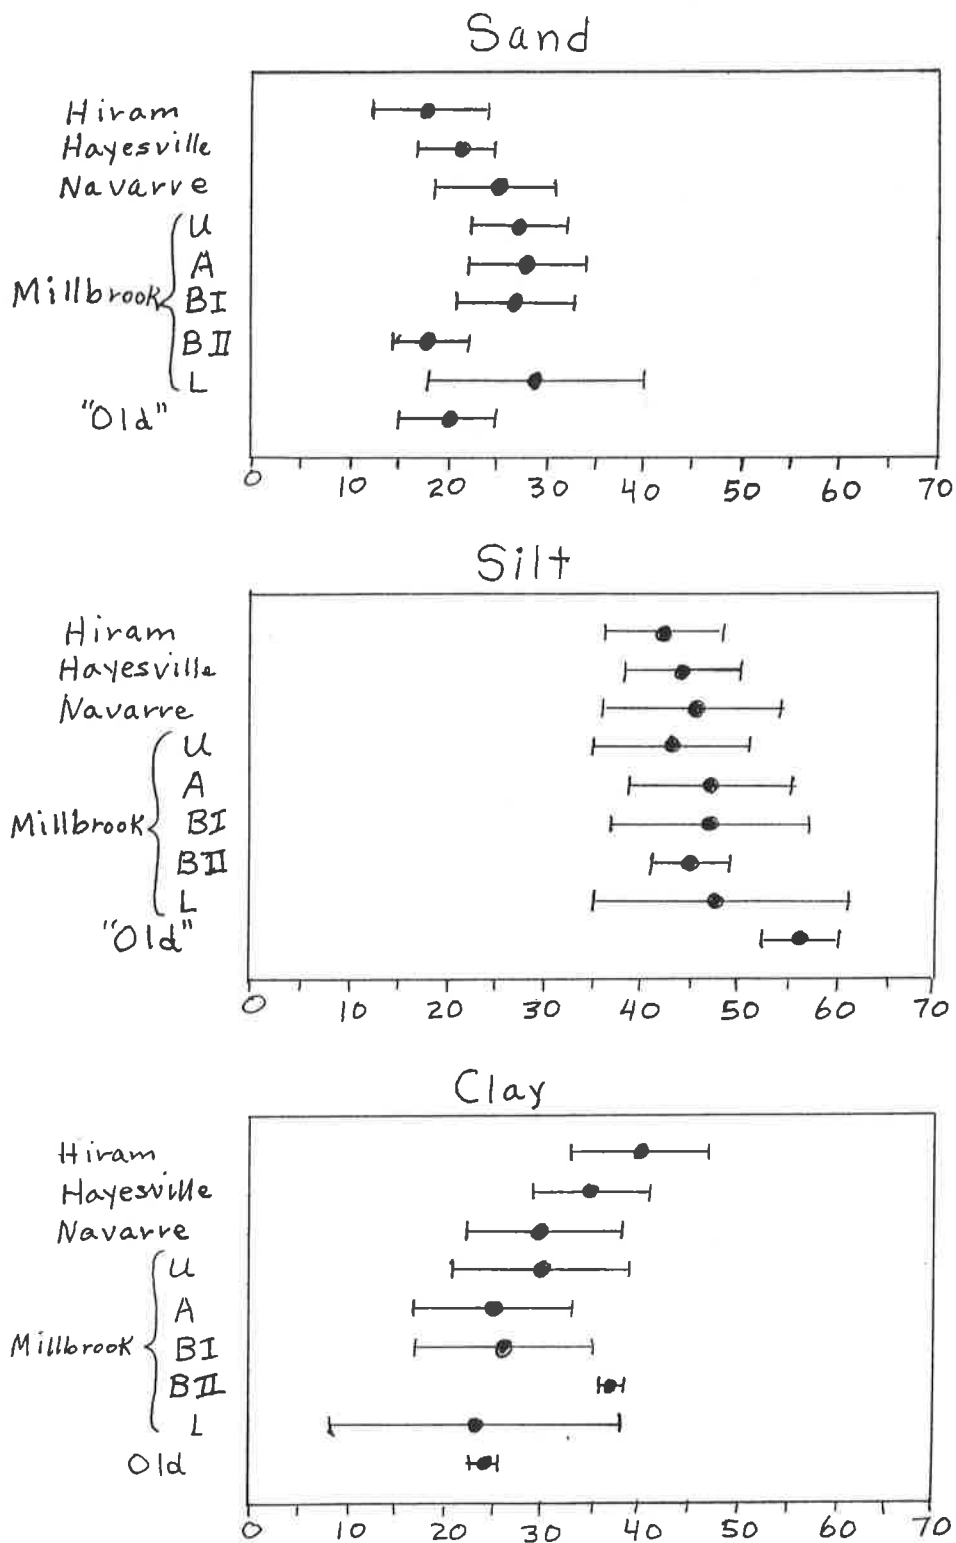 Sand
Hiram
Hayesville
Navarre
U
A
Millbrook BI
BII
L
"Old"
0 10 20 30 40 50 60 70
Silt
Hiram
Hayesville
Navarre
U
A
Millbrook BI
BII
L
"Old"
0 10 20 30 40 50 60 70
Clay
Hiram
Hayesville
Navarre
U
A
Millbrook BI
BII
L
Old
0 10 20 30 40 50 60 70